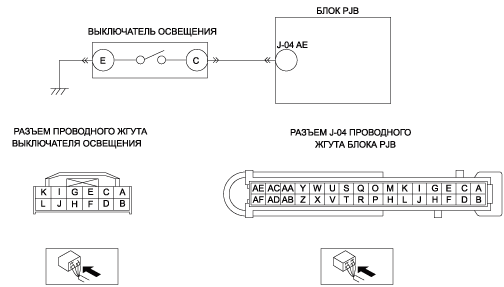 БЛОК PJB
ВЫКЛЮЧАТЕЛЬ ОСВЕЩЕНИЯ
J-04 AE
E C
РАЗЪЕМ ПРОВОДНОГО ЖГУТА
ВЫКЛЮЧАТЕЛЯ ОСВЕЩЕНИЯ
K I G E C A
L J H F D B
РАЗЪЕМ J-04 ПРОВОДНОГО
ЖГУТА БЛОКА PJB
AE AC AA Y W U S Q O M K I G E C A
AF AD AB Z X V T R P H L J H F D B